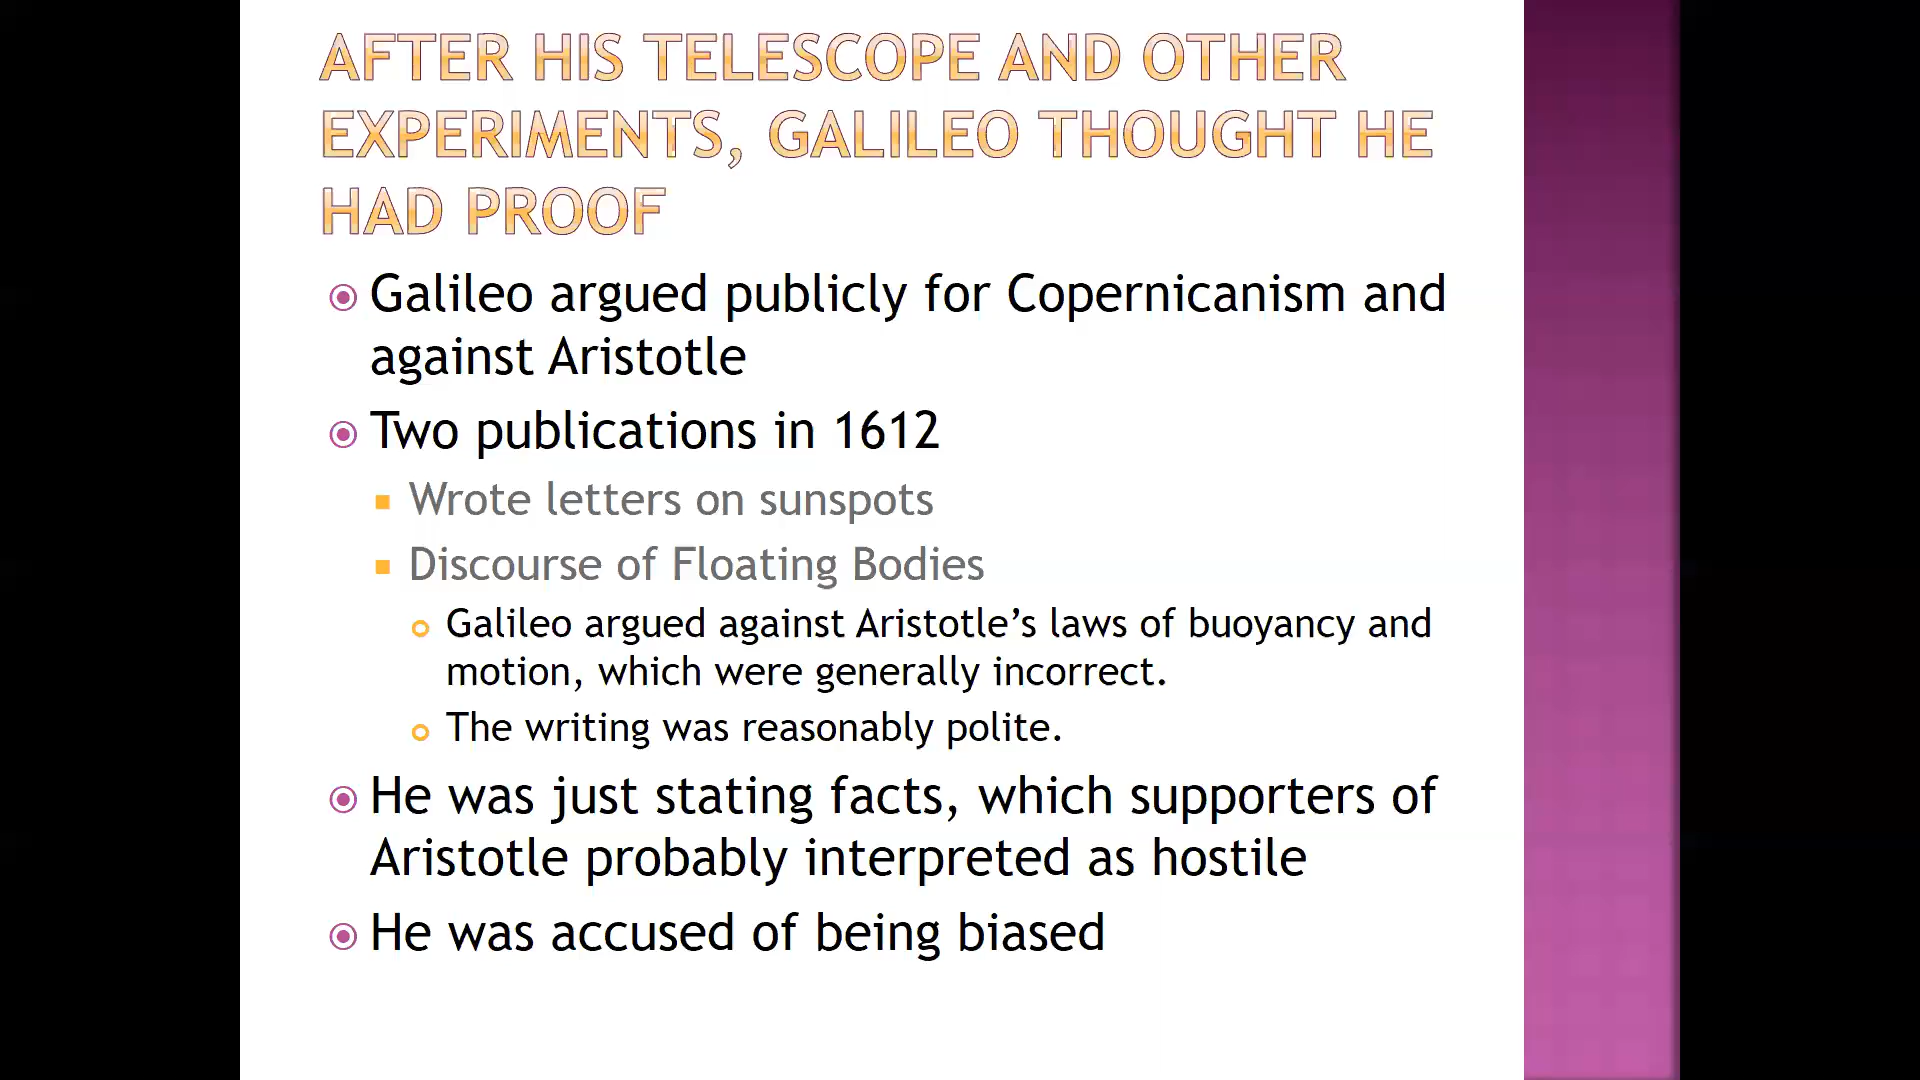 AFTER HIS TELESCOPE AND OTHER
EXPERIMENTS, GALILEO THOUGHT HE
HAD PROOF
Galileo argued publicly for Copernicanism and
against Aristotle
Two publications in 1612
Wrote letters on sunspots
Discourse of Floating Bodies
Galileo argued against Aristotle’s laws of buoyancy and
motion, which were generally incorrect.
The writing was reasonably polite.
He was just stating facts, which supporters of
Aristotle probably interpreted as hostile
He was accused of being biased